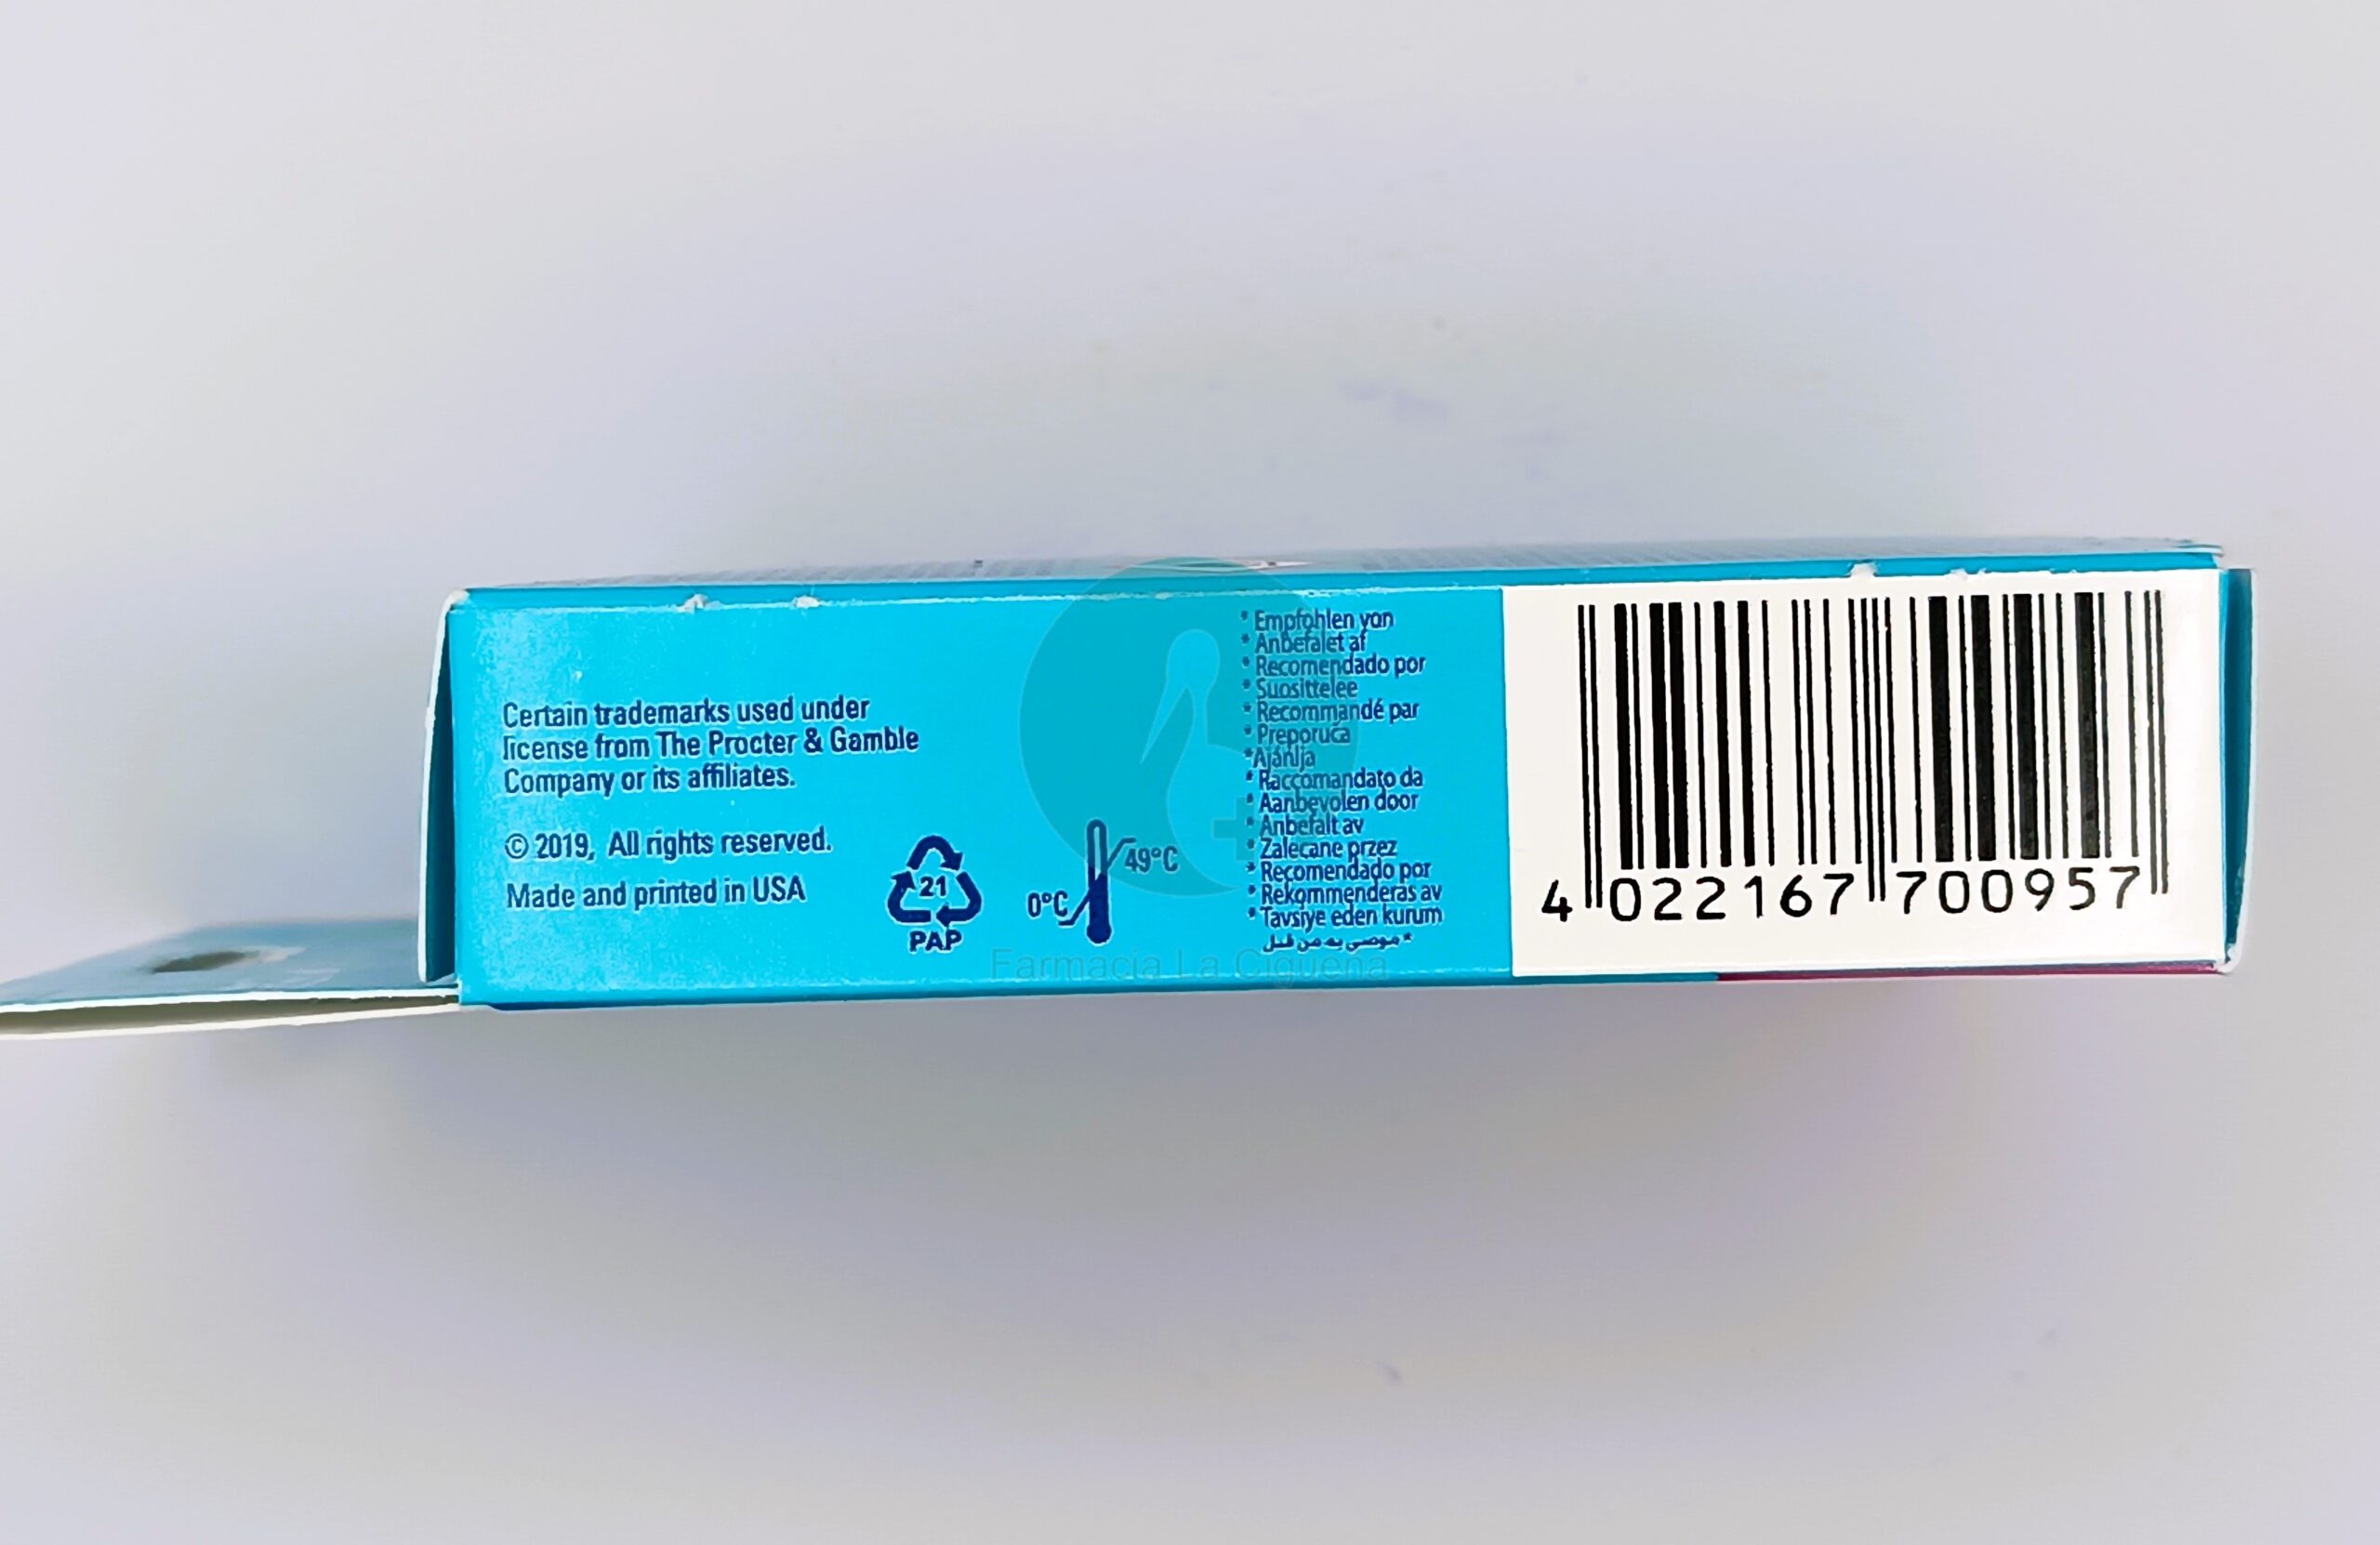 Certain trademarks used under
license from The Procter & Gamble
Company or its affiliates.
© 2019, All rights reserved.
Made and printed in USA
21
PAP
0°C
49°C
* Empfohlen von
* Anbefalet af
* Recomendado por
* Suosittelee
* Recommandé par
* Preporuča
*Ajánlja
* Raccomandato da
* Aanbevolen door
* Anbefalt av
* Zalecane przez
* Recomendado por
* Rekommenderas av
* Tavsiye eden kurum
* موصى به من قبل
4 022167 700957
Farmacia La Cigüeña